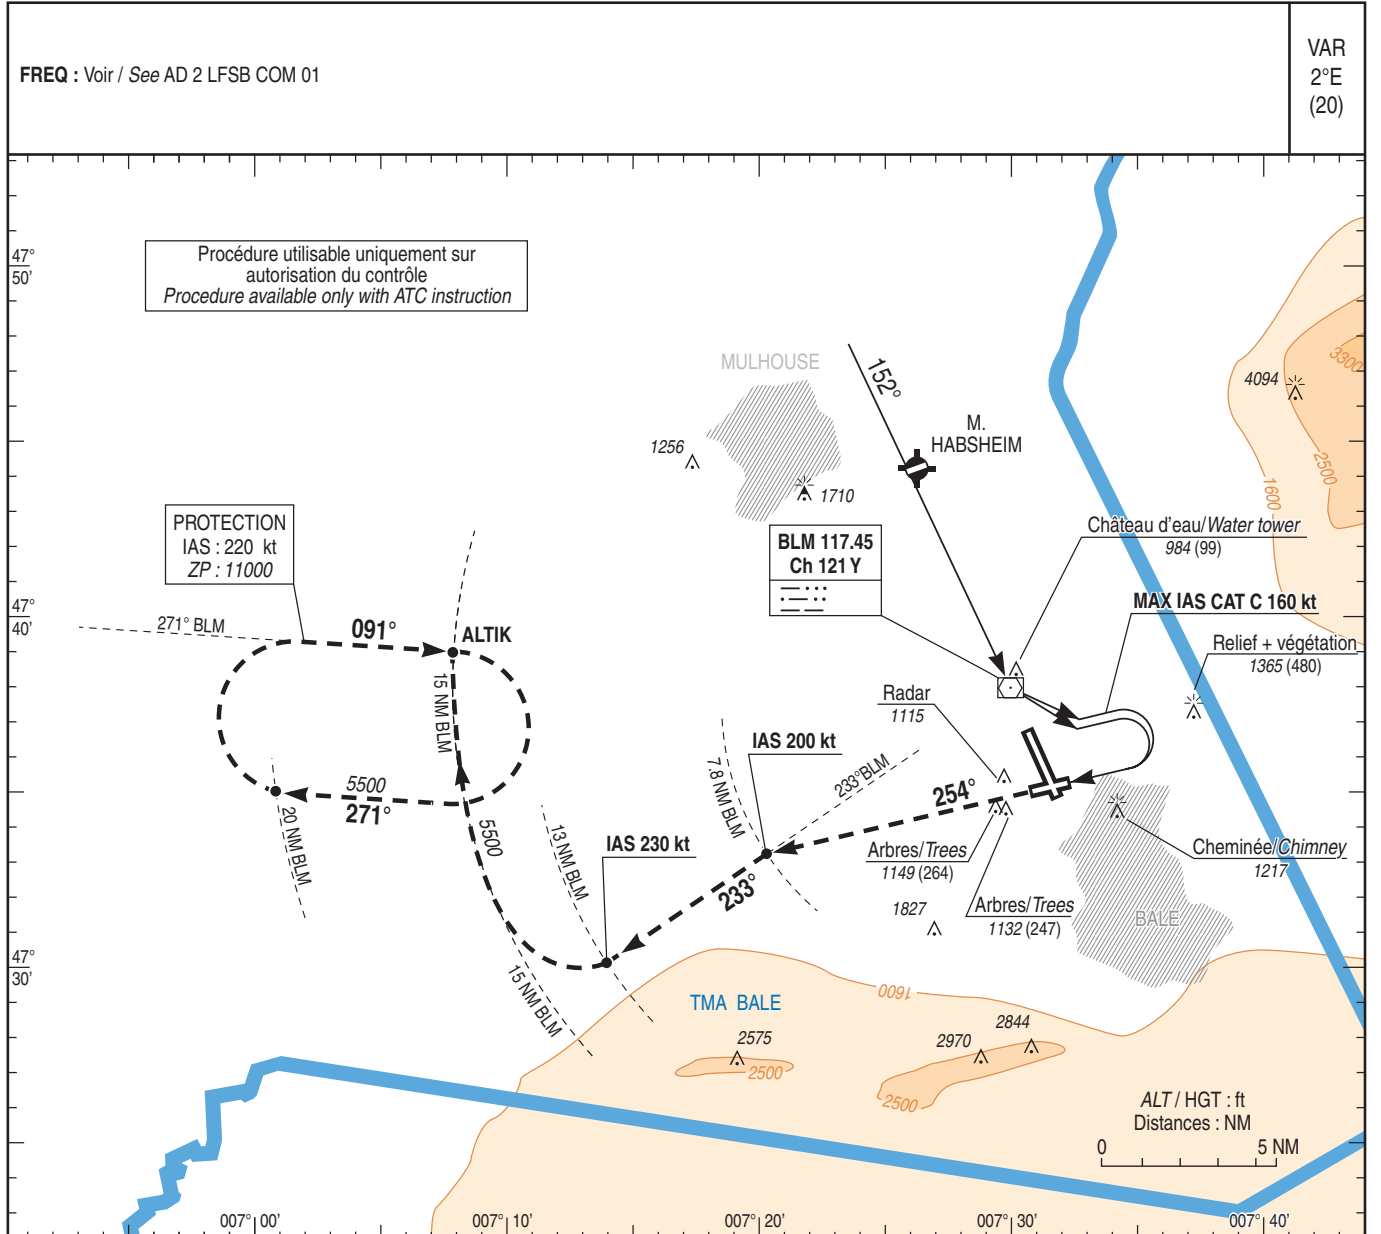 FREQ : Voir / See AD 2 LFSB COM 01
VAR
2°E
(20)
47°
50'
Procédure utilisable uniquement sur
autorisation du contrôle
Procedure available only with ATC instruction
MULHOUSE
152°
3300
4094
M.
HABSHEIM
1256
2500
1600
1710
PROTECTION
IAS : 220 kt
ZP : 11000
BLM 117.45
Ch 121 Y
Château d'eau/Water tower
984 (99)
MAX IAS CAT C 160 kt
47°
40'
271° BLM
091°
ALTIK
Relief + végétation
1365 (480)
15 NM BLM
Radar
1115
IAS 200 kt
7.8 NM BLM
233°BLM
254°
5500
271°
20 NM BLM
5500
13 NM BLM
IAS 230 kt
233°
Arbres/Trees
1149 (264)
Cheminée/Chimney
1217
1827
Arbres/Trees
1132 (247)
BALE
47°
30'
15 NM BLM
1600
TMA BALE
2575
2500
2970
2844
2500
ALT / HGT : ft
Distances : NM
0
5 NM
007° 00'
007° 10'
007° 20'
007° 30'
007° 40'